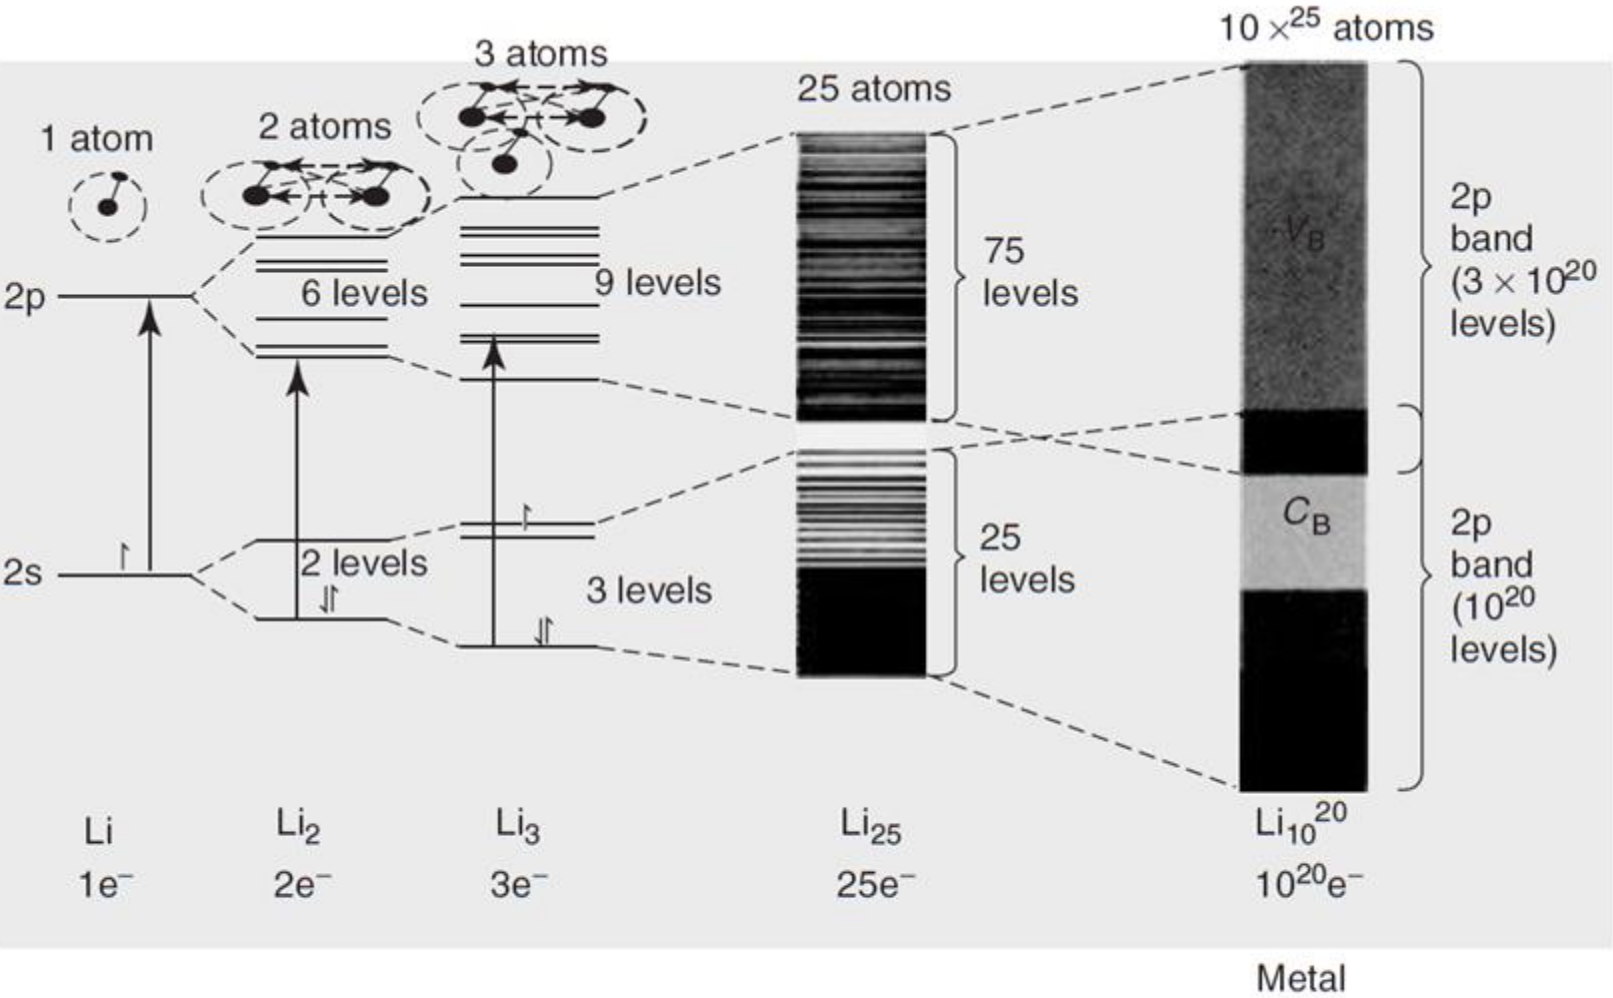 10 ×²⁵ atoms
3 atoms
25 atoms
2 atoms
1 atom
2p
6 levels
9 levels
75
levels
V_B
2p
band
(3 × 10²⁰
levels)
2s
2 levels
3 levels
25
levels
C_B
2p
band
(10²⁰
levels)
Li
Li₂
Li₃
Li₂₅
Li₁₀²⁰
1e⁻
2e⁻
3e⁻
25e⁻
10²⁰e⁻
Metal